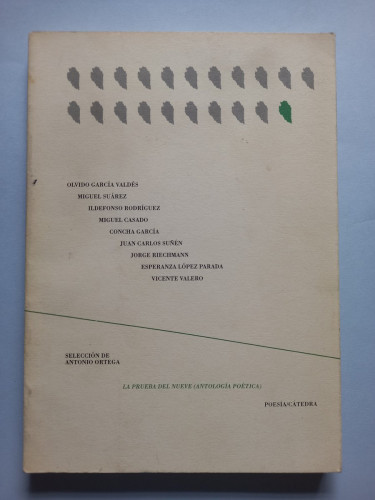 OLVIDO GARCÍA VALDÉS
MIGUEL SUÁREZ
ILDEFONSO RODRÍGUEZ
MIGUEL CASADO
CONCHA GARCÍA
JUAN CARLOS SUÑEN
JORGE RIECHMANN
ESPERANZA LÓPEZ PARADA
VICENTE VALERO
SELECCIÓN DE
ANTONIO ORTEGA
LA PRUEBA DEL NUEVE (ANTOLOGÍA POÉTICA)
POESÍA/CÁTEDRA